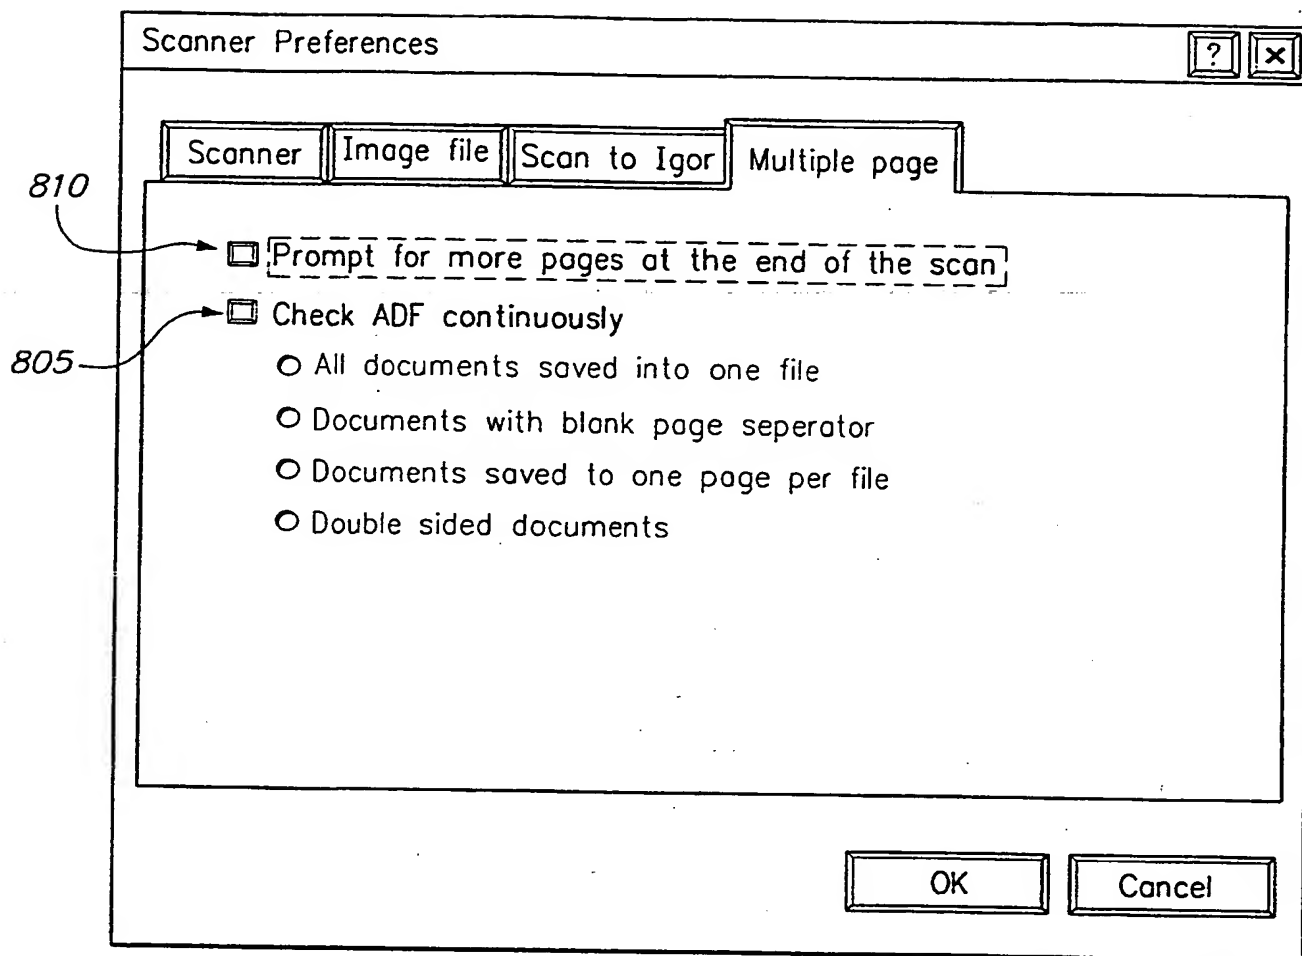 Scanner Preferences ? ×
Scanner Image file Scan to Igor Multiple page
810
Prompt for more pages at the end of the scan
Check ADF continuously
805
All documents saved into one file
Documents with blank page seperator
Documents saved to one page per file
Double sided documents
OK Cancel